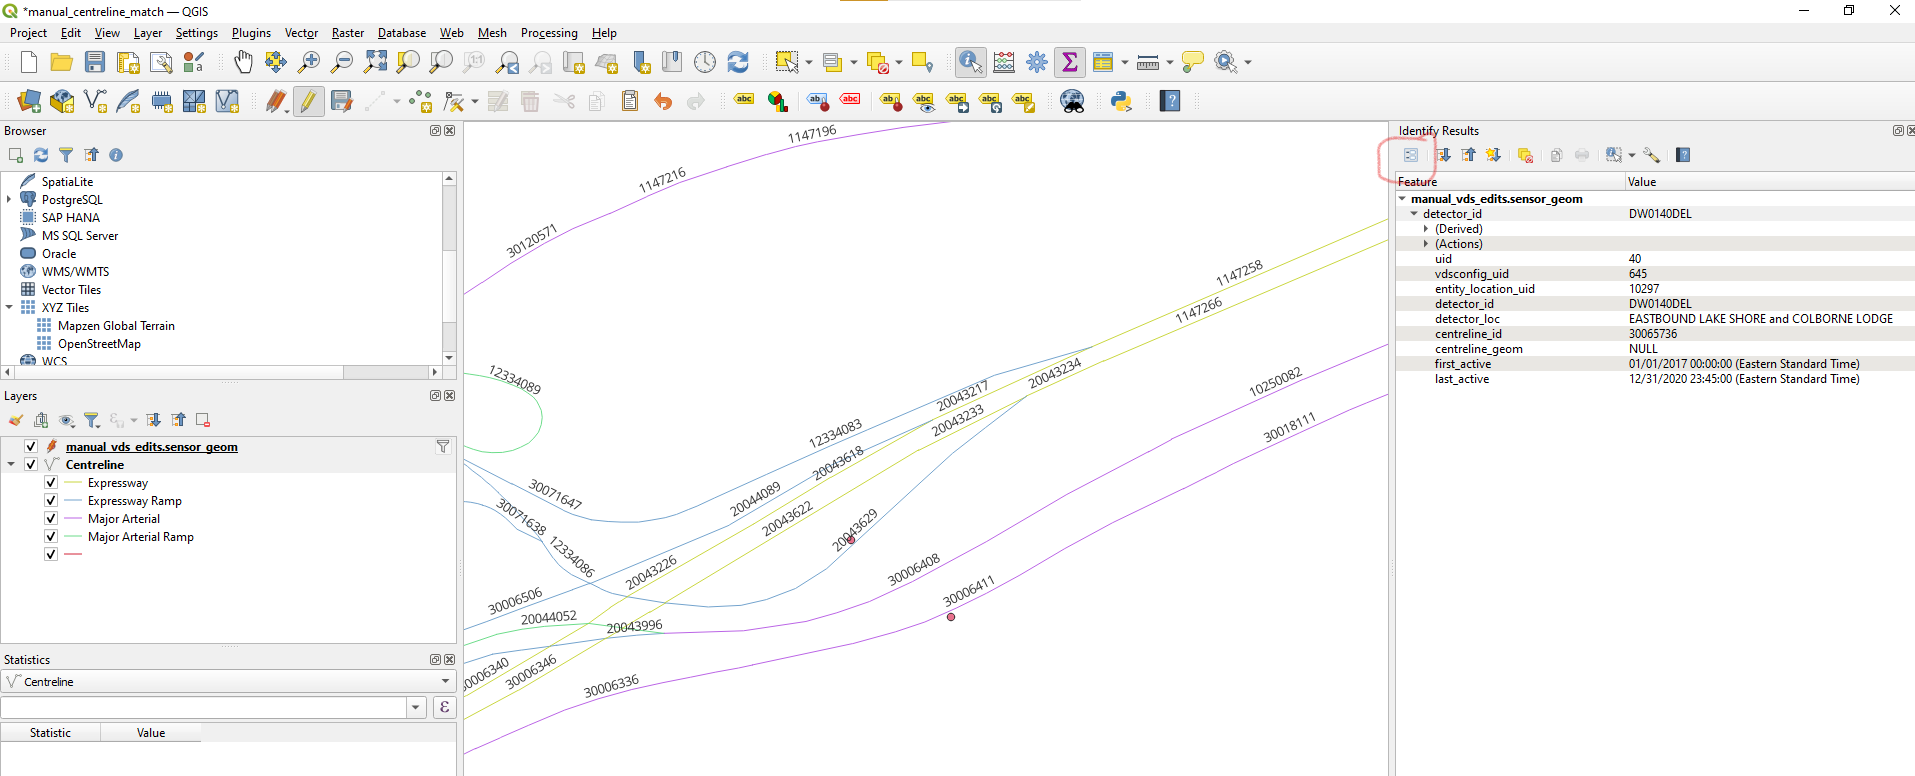 *manual_centreline_match — QGIS
Project Edit View Layer Settings Plugins Vector Raster Database Web Mesh Processing Help
Browser
SpatiaLite
PostgreSQL
SAP HANA
MS SQL Server
Oracle
WMS/WMTS
Vector Tiles
XYZ Tiles
Mapzen Global Terrain
OpenStreetMap
WCS
Layers
manual_vds_edits.sensor_geom
Centreline
Expressway
Expressway Ramp
Major Arterial
Major Arterial Ramp
Statistics
Centreline
ε
Statistic Value
1147196
1147216
30120571
1147258
1147266
12334089
20043234
20043217
20043233
10250082
12334083
30018111
20043618
30071647
20044089
30071638
20043622
20043629
12334086
20043226
30006408
30006411
30006506
20044052
20043996
30006340
30006346
30006336
Identify Results
Feature Value
manual_vds_edits.sensor_geom
detector_id DW0140DEL
(Derived)
(Actions)
uid 40
vdsconfig_uid 645
entity_location_uid 10297
detector_id DW0140DEL
detector_loc EASTBOUND LAKE SHORE and COLBORNE LODGE
centreline_id 30065736
centreline_geom NULL
first_active 01/01/2017 00:00:00 (Eastern Standard Time)
last_active 12/31/2020 23:45:00 (Eastern Standard Time)